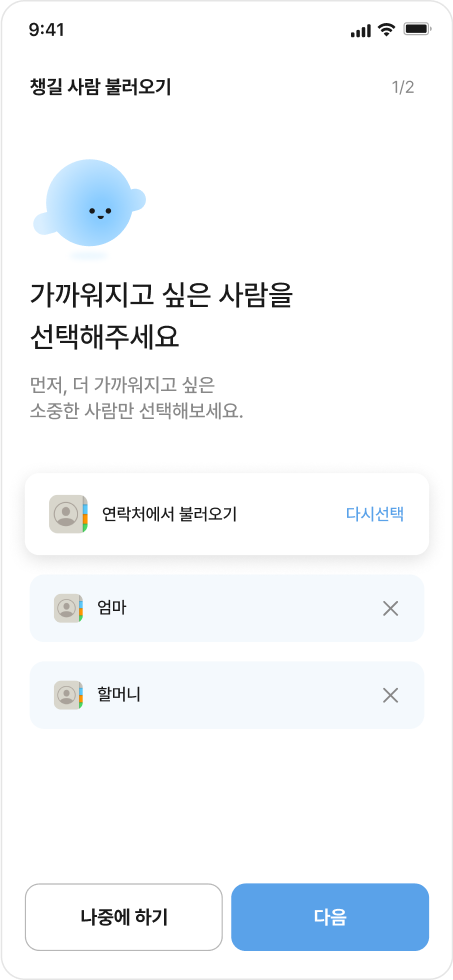 9:41
챙길 사람 불러오기 1/2
가까워지고 싶은 사람을
선택해주세요
먼저, 더 가까워지고 싶은
소중한 사람만 선택해보세요.
연락처에서 불러오기 다시선택
엄마
할머니
나중에 하기 다음